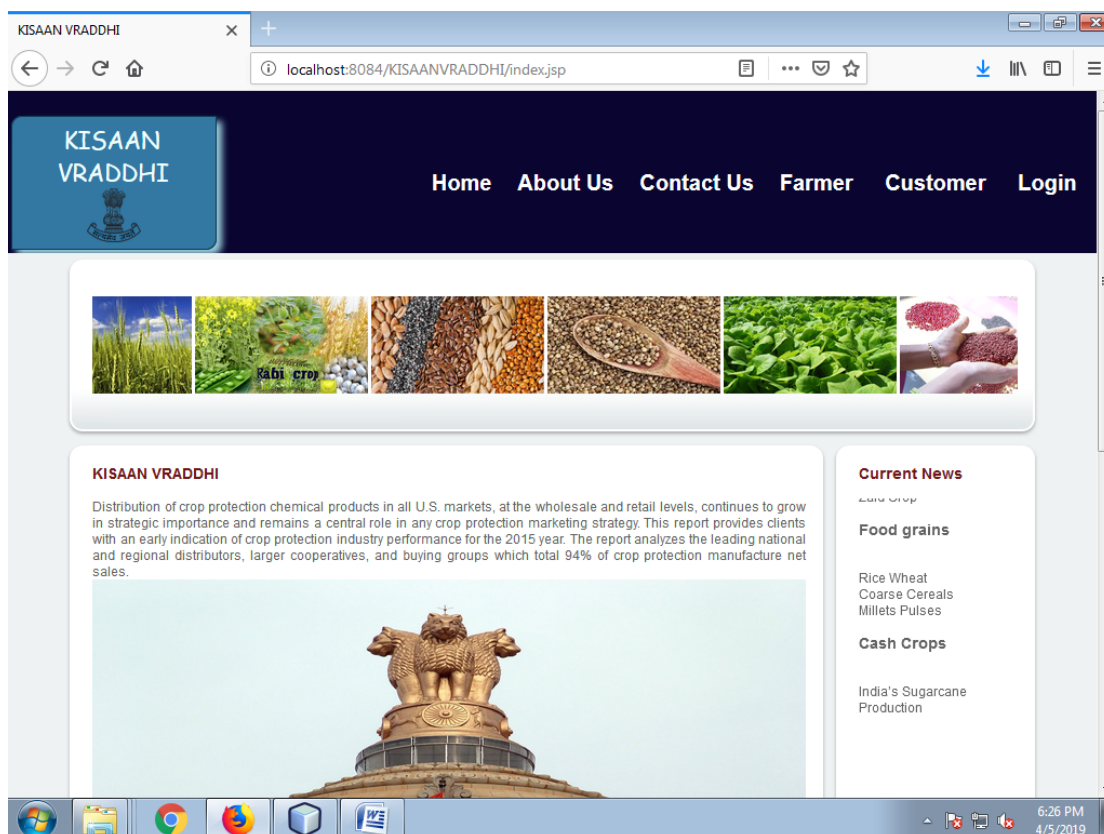 KISAAN VRADDHI
localhost:8084/KISAANVRADDHI/index.jsp
KISAAN
VRADDHI
सत्यमेव जयते
Home About Us Contact Us Farmer Customer Login
Rabi crop
KISAAN VRADDHI
Distribution of crop protection chemical products in all U.S. markets, at the wholesale and retail levels, continues to grow
in strategic importance and remains a central role in any crop protection marketing strategy. This report provides clients
with an early indication of crop protection industry performance for the 2015 year. The report analyzes the leading national
and regional distributors, larger cooperatives, and buying groups which total 94% of crop protection manufacture net
sales.
Current News
Zaid Crop
Food grains
Rice Wheat
Coarse Cereals
Millets Pulses
Cash Crops
India's Sugarcane
Production
6:26 PM
4/5/2019